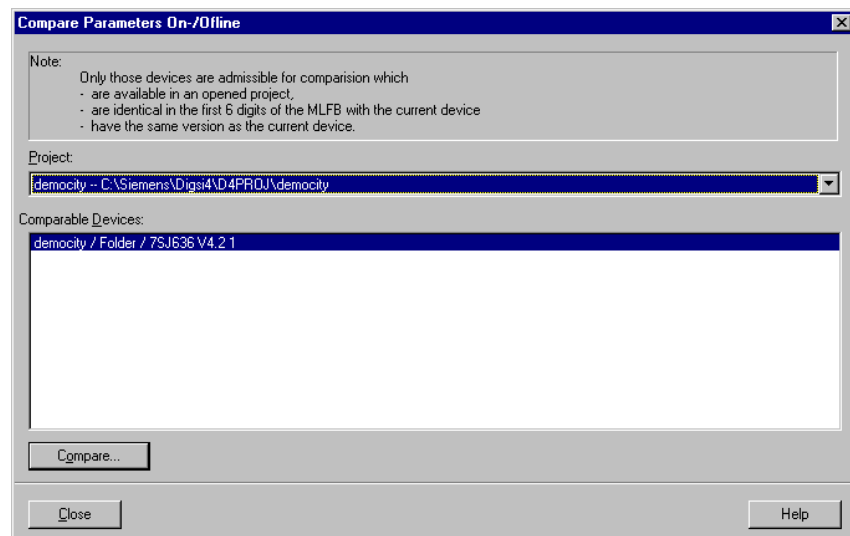 Compare Parameters On-/Ofline
Note:
Only those devices are admissible for comparision which
- are available in an opened project,
- are identical in the first 6 digits of the MLFB with the current device
- have the same version as the current device.
Project:
democity -- C:\Siemens\Digsi4\D4PROJ\democity
Comparable Devices:
democity / Folder / 7SJ636 V4.2 1
Compare...
Close
Help